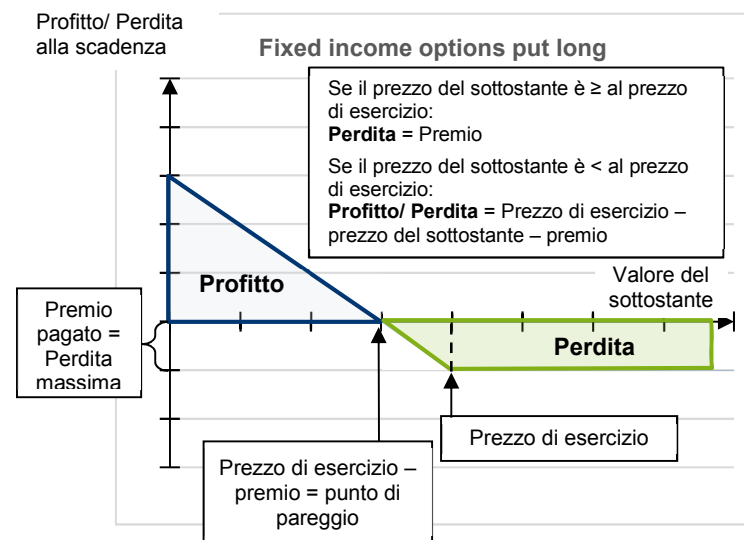 Profitto/ Perdita
alla scadenza
Fixed income options put long
Se il prezzo del sottostante è ≥ al prezzo
di esercizio:
Perdita = Premio
Se il prezzo del sottostante è < al prezzo
di esercizio:
Profitto/ Perdita = Prezzo di esercizio –
prezzo del sottostante – premio
Profitto
Valore del
sottostante
Premio
pagato =
Perdita
massima
Perdita
Prezzo di esercizio
Prezzo di esercizio –
premio = punto di
pareggio